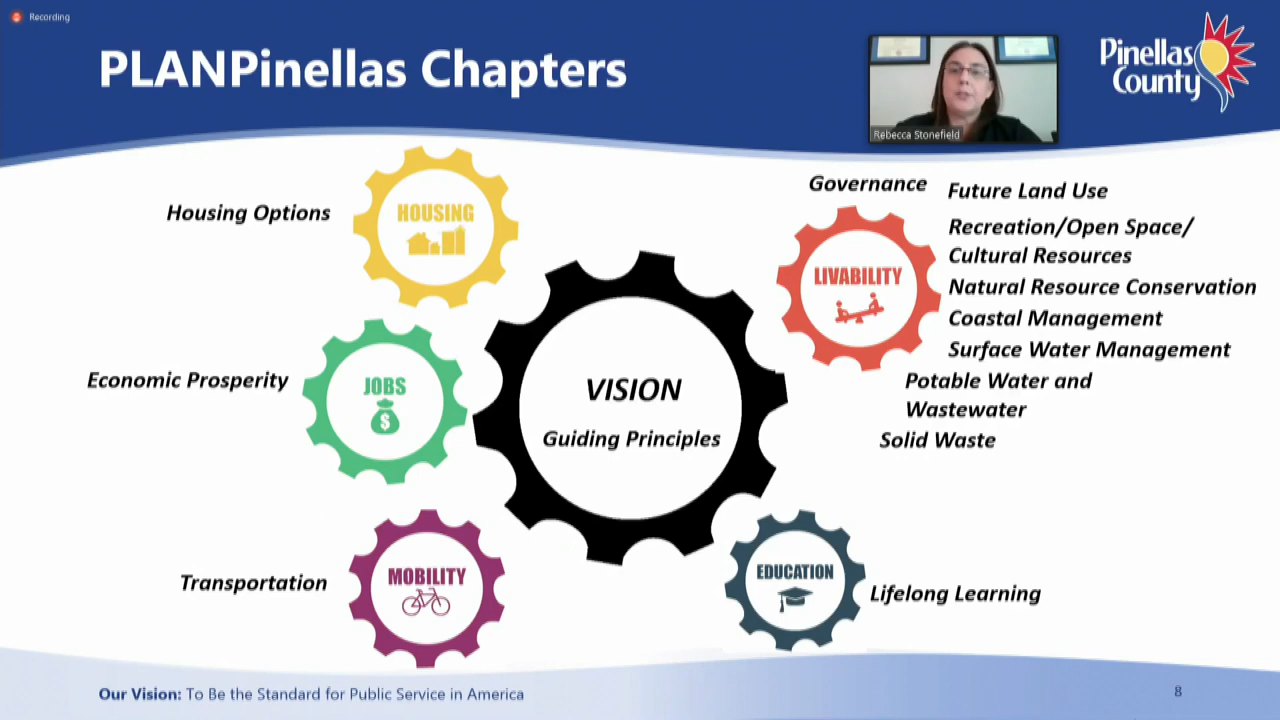 Recording
PLANPinellas Chapters
Pinellas
County
Rebecca Stonefield
Housing Options
HOUSING
Economic Prosperity
JOBS
$
Transportation
MOBILITY
VISION
Guiding Principles
Governance
LIVABILITY
Future Land Use
Recreation/Open Space/
Cultural Resources
Natural Resource Conservation
Coastal Management
Surface Water Management
Potable Water and
Wastewater
Solid Waste
EDUCATION
Lifelong Learning
Our Vision: To Be the Standard for Public Service in America
8